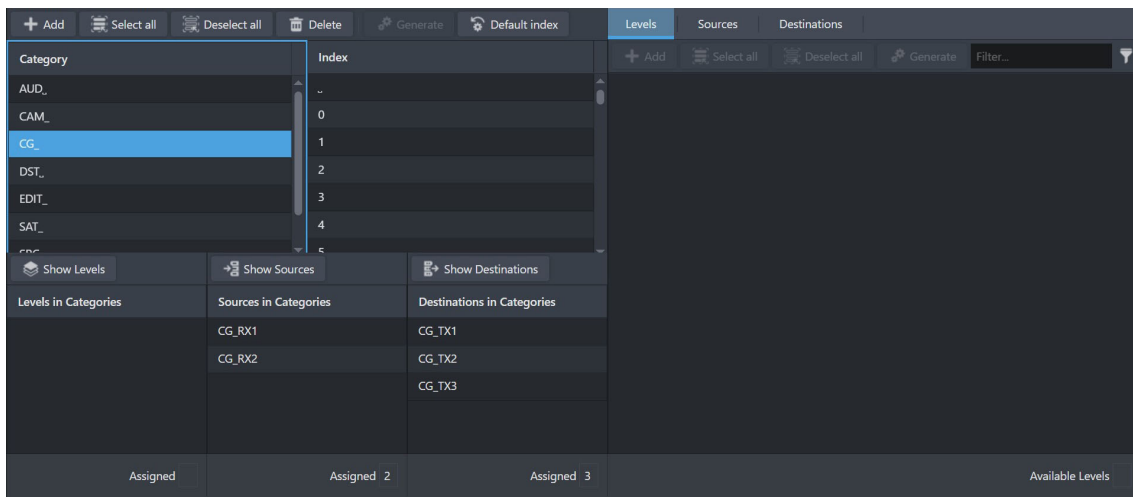 Add Select all Deselect all Delete Generate Default index
Levels Sources Destinations
Category
Index
Add Select all Deselect all Generate Filter...
AUD_
CAM_
CG_
DST_
EDIT_
SAT_
_
0
1
2
3
4
5
Show Levels
Show Sources
Show Destinations
Levels in Categories
Sources in Categories
Destinations in Categories
CG_RX1
CG_RX2
CG_TX1
CG_TX2
CG_TX3
Assigned
Assigned 2
Assigned 3
Available Levels